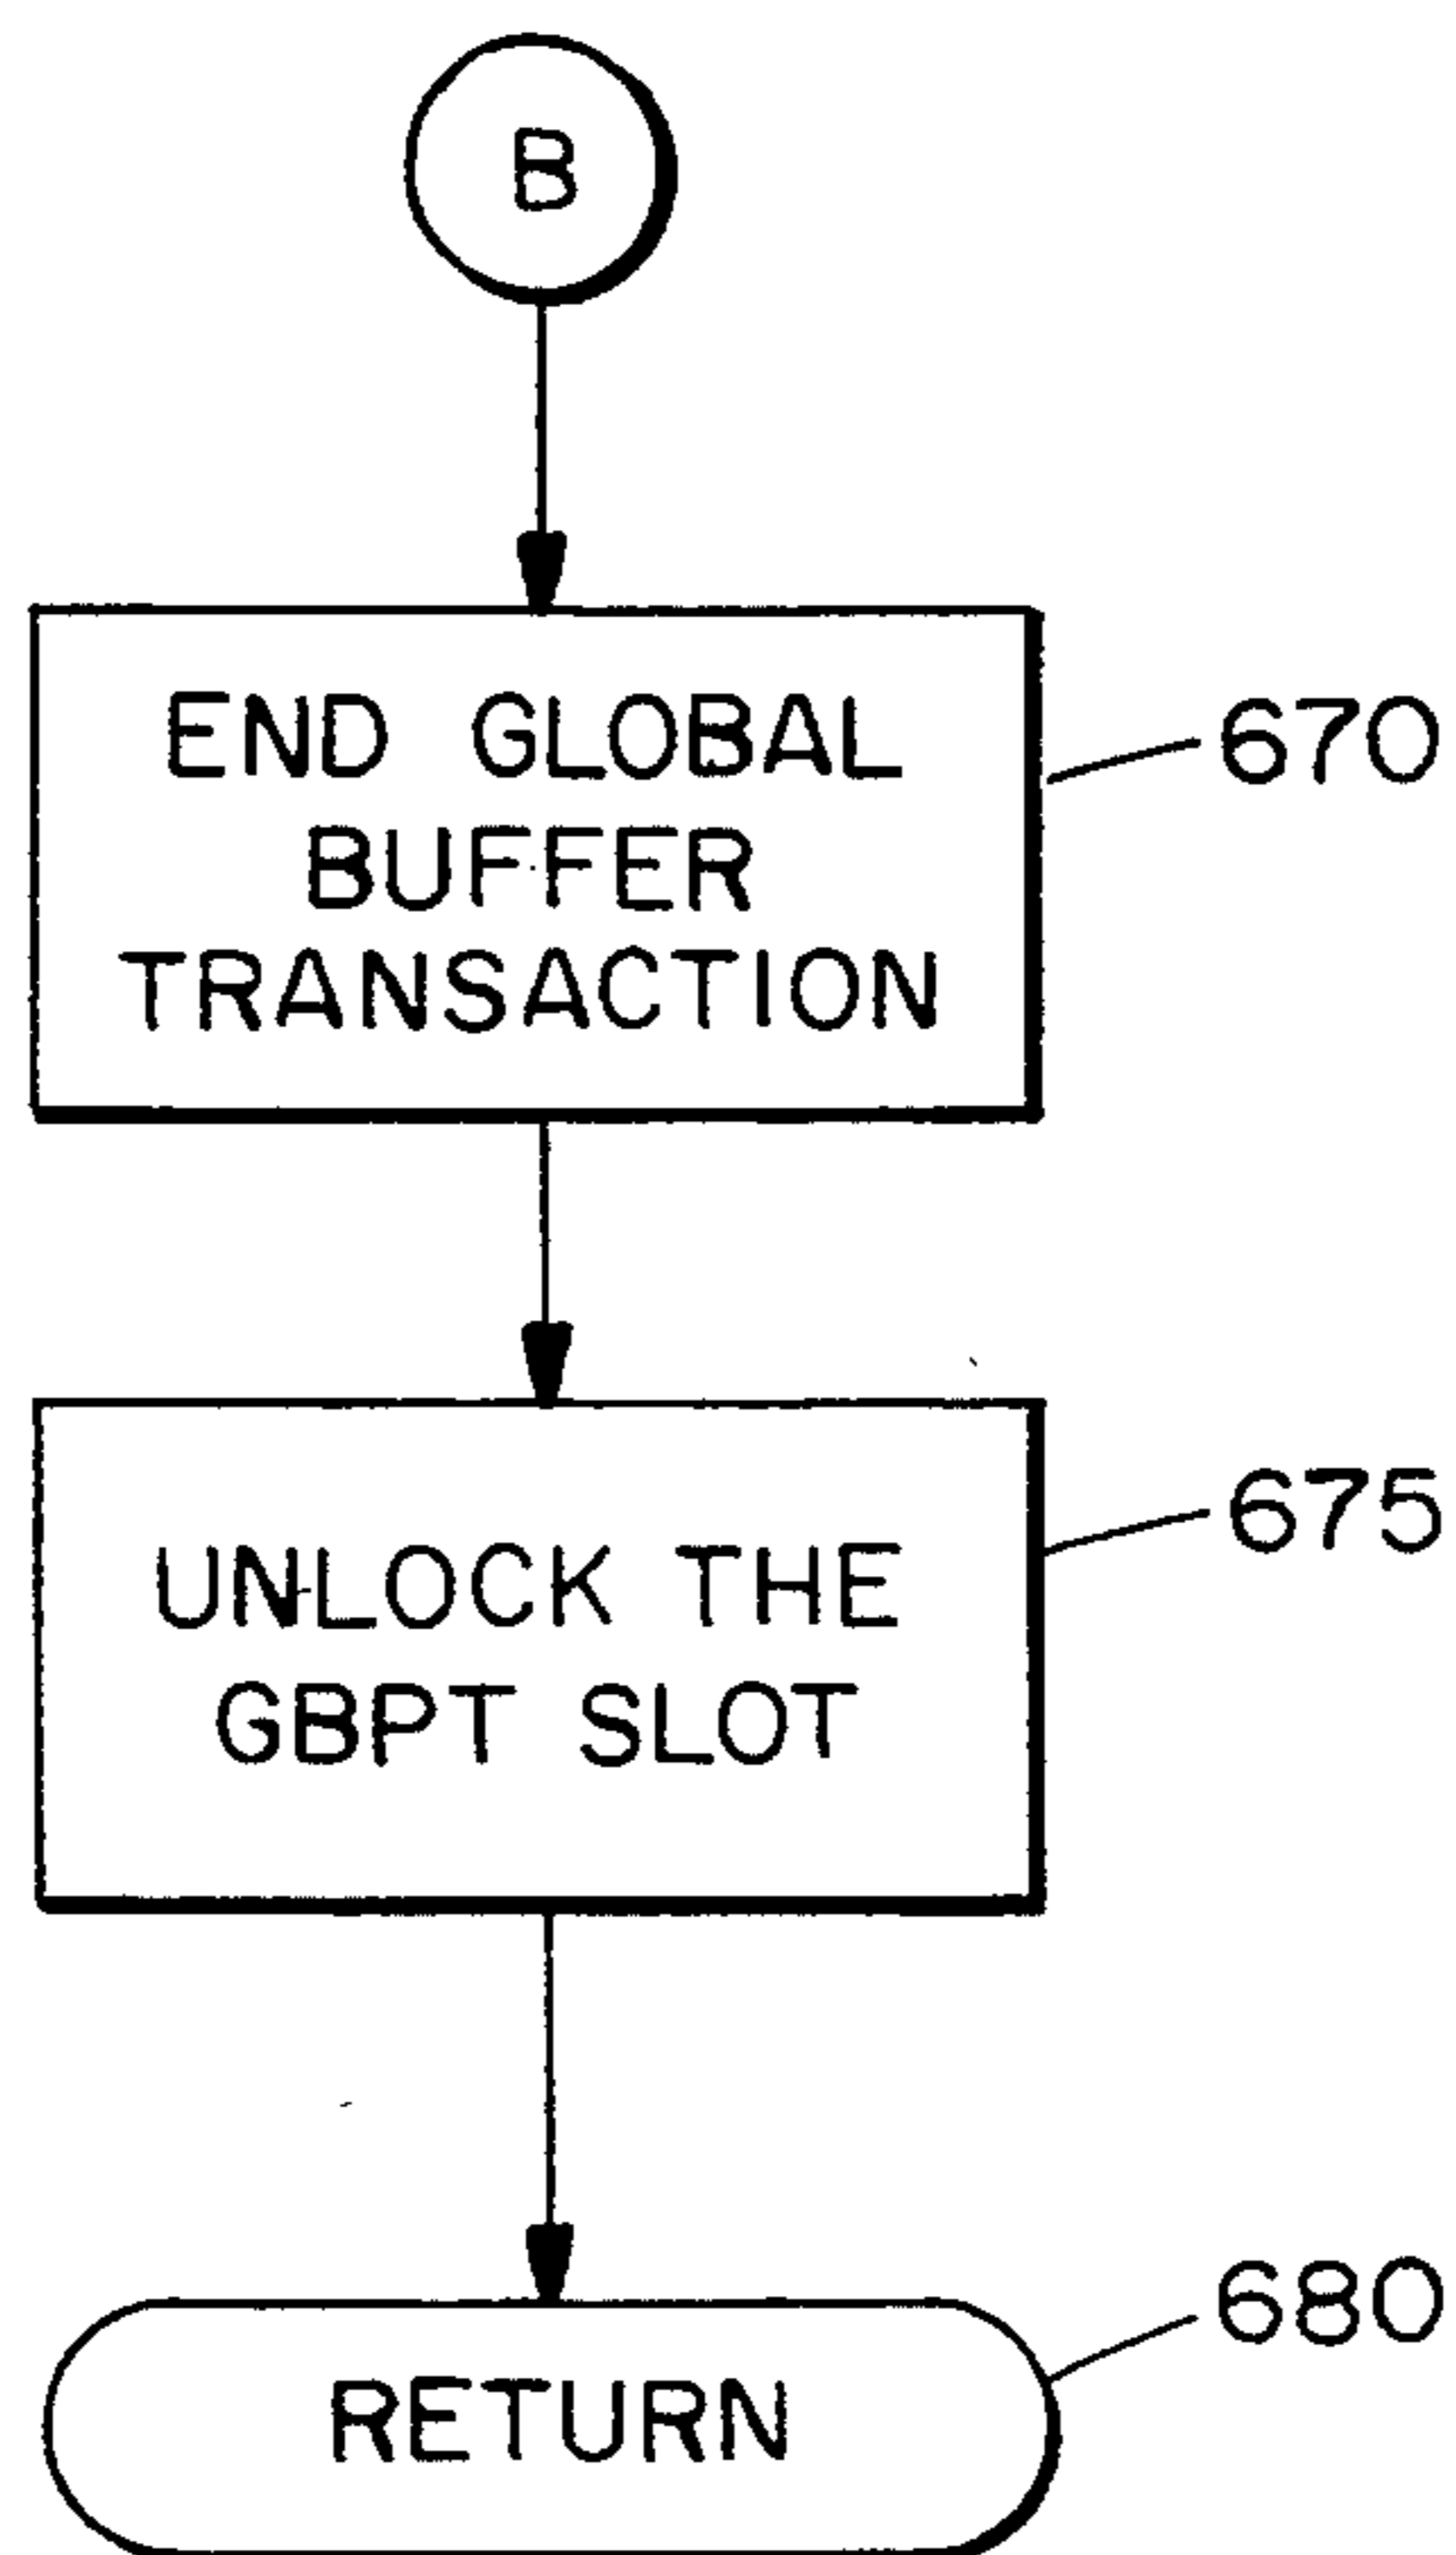 B
END GLOBAL
BUFFER
TRANSACTION
670
UNLOCK THE
GBPT SLOT
675
RETURN
680